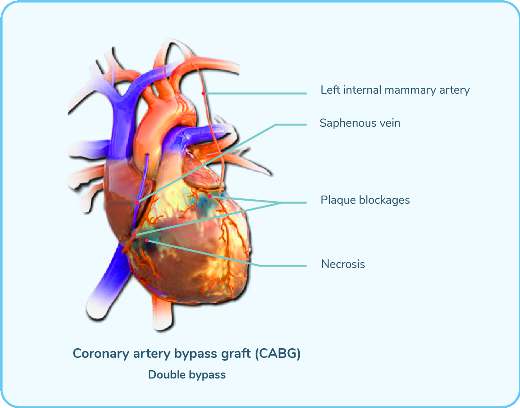 Left internal mammary artery
Saphenous vein
Plaque blockages
Necrosis
Coronary artery bypass graft (CABG)
Double bypass